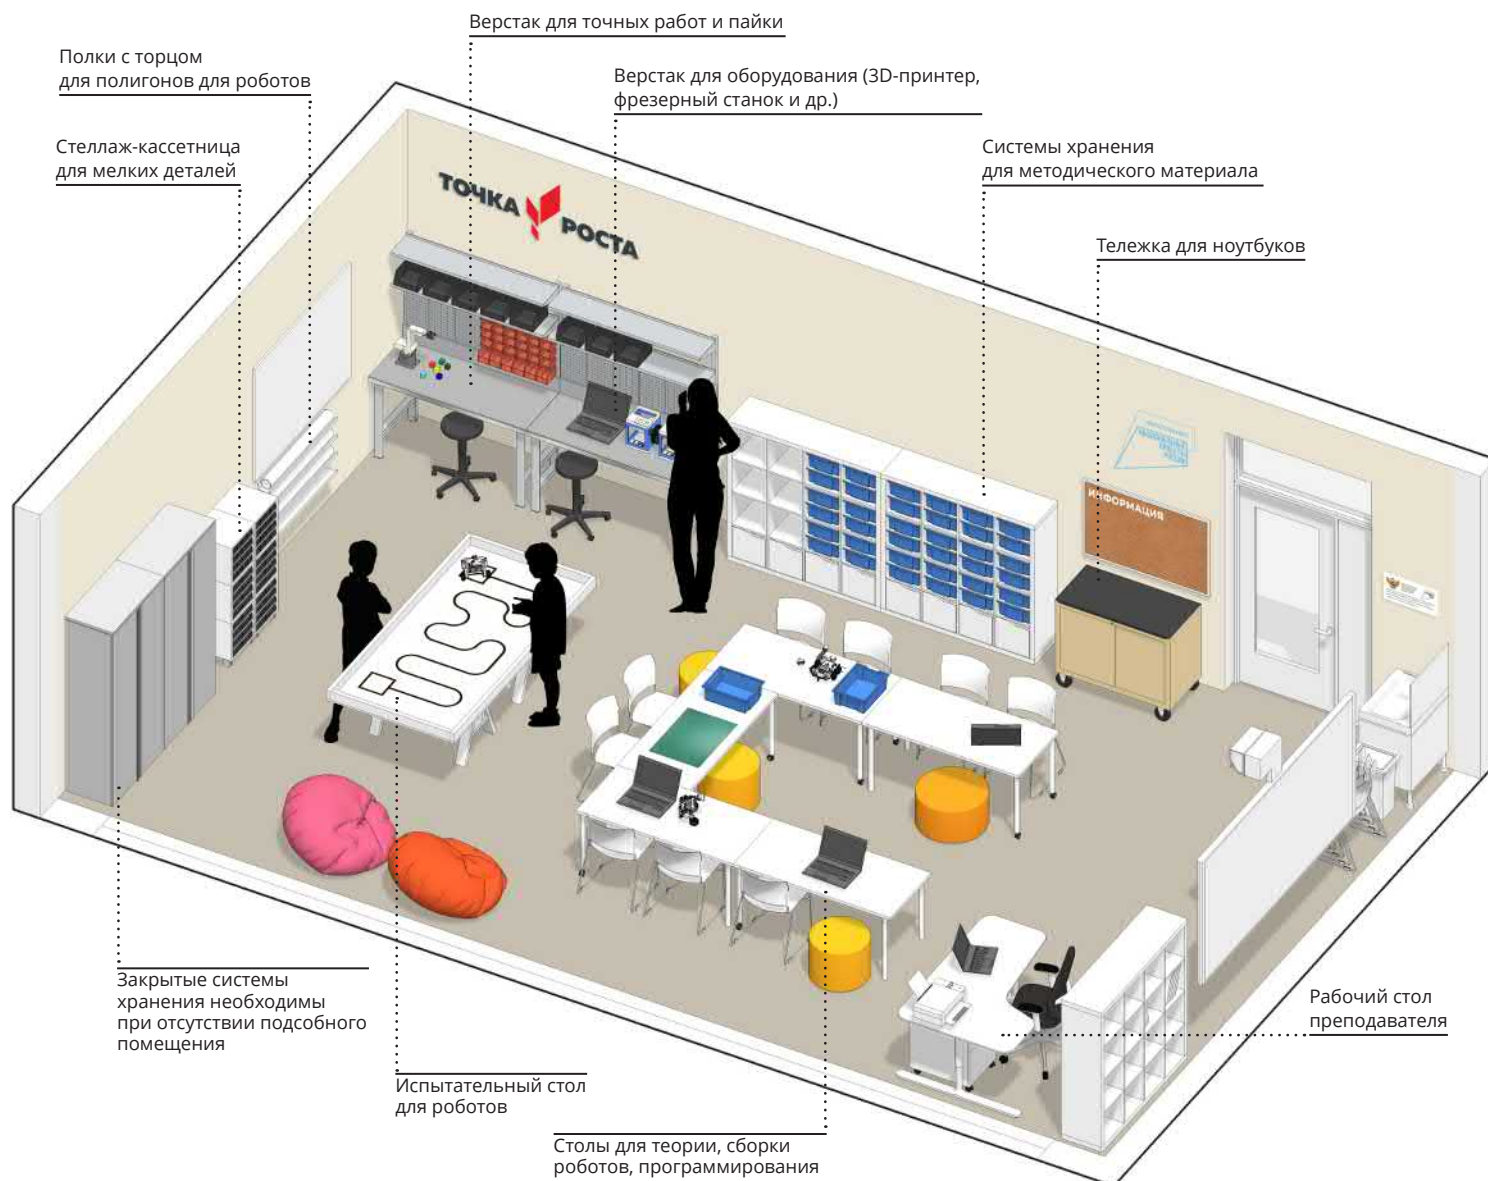 Верстак для точных работ и пайки
Полки с торцом
для полигонов для роботов
Верстак для оборудования (3D-принтер,
фрезерный станок и др.)
Стеллаж-кассетница
для мелких деталей
Системы хранения
для методического материала
Тележка для ноутбуков
ТОЧКА
РОСТА
ИНФОРМАЦИЯ
Закрытые системы
хранения необходимы
при отсутствии подсобного
помещения
Рабочий стол
преподавателя
Испытательный стол
для роботов
Столы для теории, сборки
роботов, программирования